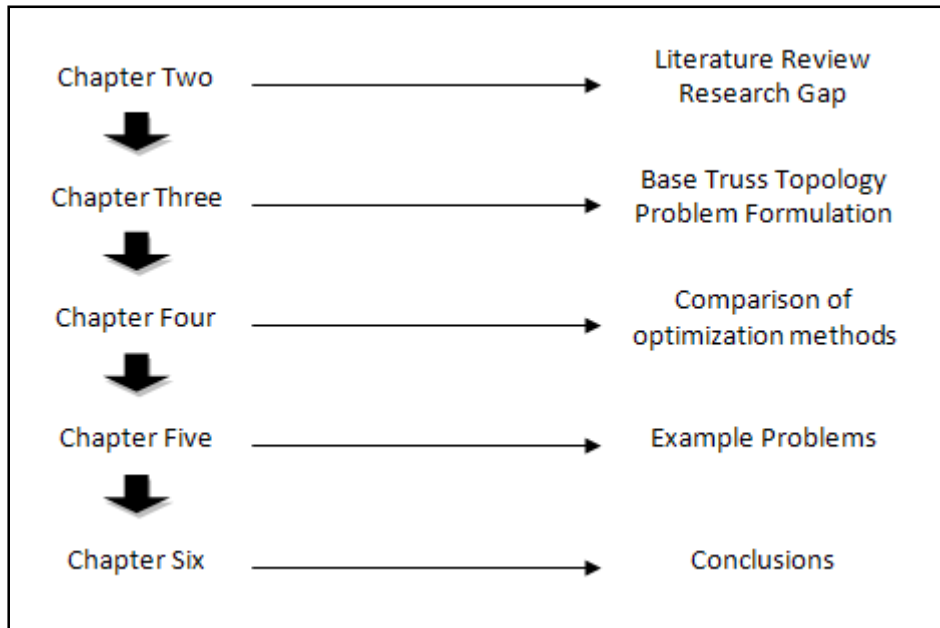 Chapter Two
Literature Review
Research Gap
Chapter Three
Base Truss Topology
Problem Formulation
Chapter Four
Comparison of
optimization methods
Chapter Five
Example Problems
Chapter Six
Conclusions